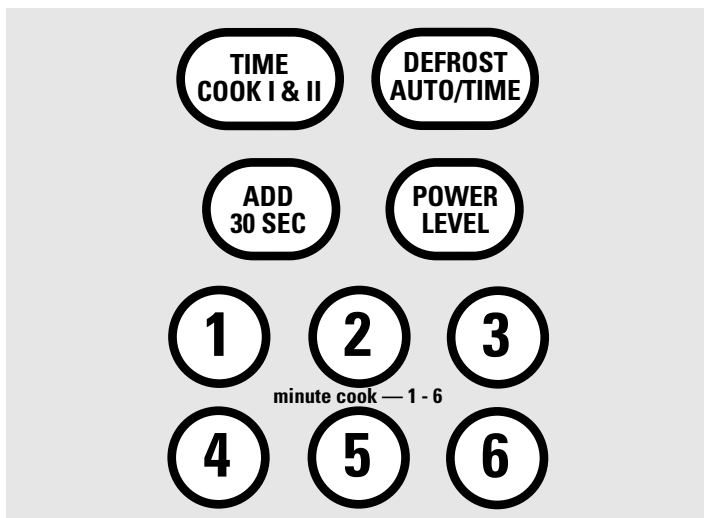 TIME
COOK I & II
DEFROST
AUTO/TIME
ADD
30 SEC
POWER
LEVEL
1 2 3
minute cook — 1 - 6
4 5 6